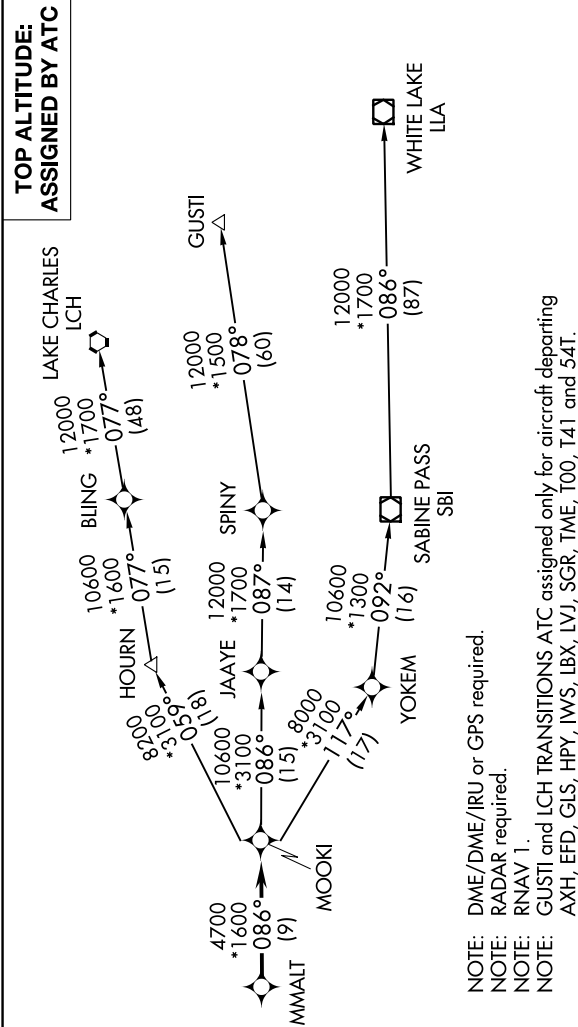 TOP ALTITUDE:
ASSIGNED BY ATC
LAKE CHARLES
LCH
12000
*1700
077°
(48)
BLING
10600
*1600
077°
(15)
HOURN
8200
*3100
059°
(18)
GUSTI
12000
*1500
078°
(60)
SPINY
12000
*1700
087°
(14)
JAAYE
10600
*3100
086°
(15)
MOOKI
4700
*1600
086°
(9)
MMALT
8000
*3100
117°
(17)
YOKEM
10600
*1300
092°
(16)
SABINE PASS
SBI
12000
*1700
086°
(87)
WHITE LAKE
LLA
NOTE: DME/DME/IRU or GPS required.
NOTE: RADAR required.
NOTE: RNAV 1.
NOTE: GUSTI and LCH TRANSITIONS ATC assigned only for aircraft departing
AXH, EFD, GLS, HPY, IWS, LBX, LVJ, SGR, TME, T00, T41 and 54T.